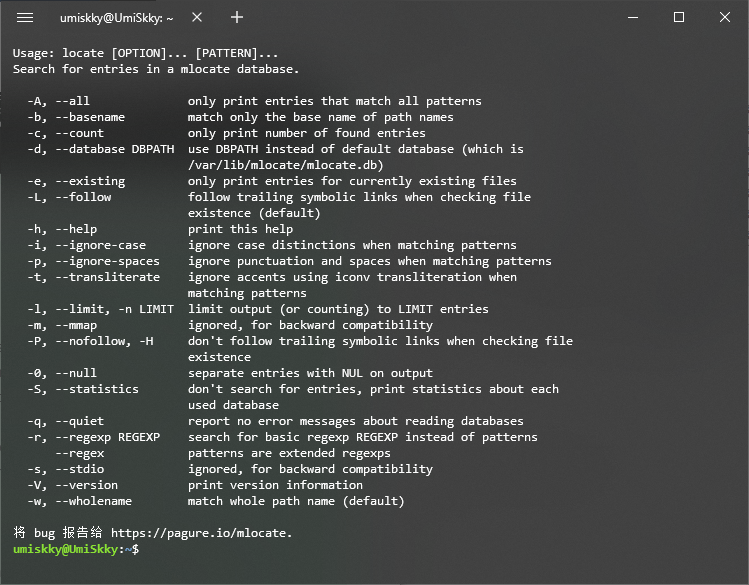 umiskky@UmiSkky: ~
Usage: locate [OPTION]... [PATTERN]...
Search for entries in a mlocate database.
-A, --all only print entries that match all patterns
-b, --basename match only the base name of path names
-c, --count only print number of found entries
-d, --database DBPATH use DBPATH instead of default database (which is
/var/lib/mlocate/mlocate.db)
-e, --existing only print entries for currently existing files
-L, --follow follow trailing symbolic links when checking file
existence (default)
-h, --help print this help
-i, --ignore-case ignore case distinctions when matching patterns
-p, --ignore-spaces ignore punctuation and spaces when matching patterns
-t, --transliterate ignore accents using iconv transliteration when
matching patterns
-l, --limit, -n LIMIT limit output (or counting) to LIMIT entries
-m, --mmap ignored, for backward compatibility
-P, --nofollow, -H don't follow trailing symbolic links when checking file
existence
-0, --null separate entries with NUL on output
-S, --statistics don't search for entries, print statistics about each
used database
-q, --quiet report no error messages about reading databases
-r, --regexp REGEXP search for basic regexp REGEXP instead of patterns
--regex patterns are extended regexps
-s, --stdio ignored, for backward compatibility
-V, --version print version information
-w, --wholename match whole path name (default)
将 bug 报告给 https://pagure.io/mlocate.
umiskky@UmiSkky:~$